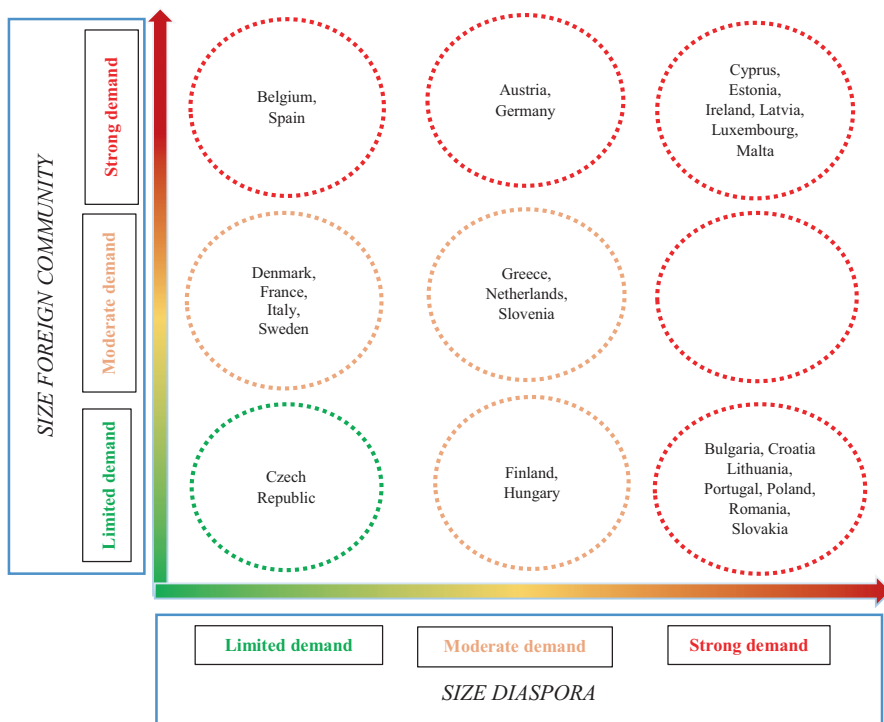 SIZE FOREIGN COMMUNITY
Strong demand
Moderate demand
Limited demand
Belgium,
Spain
Austria,
Germany
Cyprus,
Estonia,
Ireland, Latvia,
Luxembourg,
Malta
Denmark,
France,
Italy,
Sweden
Greece,
Netherlands,
Slovenia
Czech
Republic
Finland,
Hungary
Bulgaria, Croatia
Lithuania,
Portugal, Poland,
Romania,
Slovakia
Limited demand
Moderate demand
Strong demand
SIZE DIASPORA